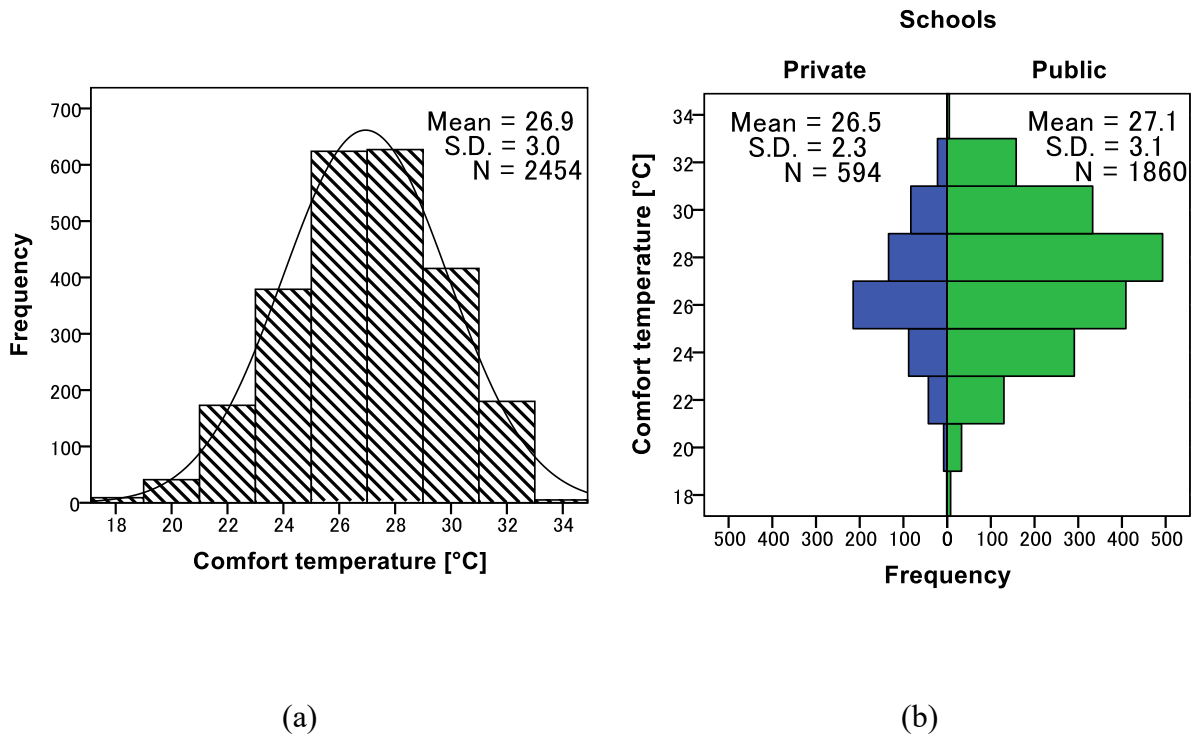 Mean = 26.9
S.D. = 3.0
N = 2454
Frequency
700
600
500
400
300
200
100
0
18 20 22 24 26 28 30 32 34
Comfort temperature [°C]
(a)
Schools
Private Public
Mean = 26.5
S.D. = 2.3
N = 594
Mean = 27.1
S.D. = 3.1
N = 1860
Comfort temperature [°C]
34
32
30
28
26
24
22
20
18
500 400 300 200 100 0 100 200 300 400 500
Frequency
(b)